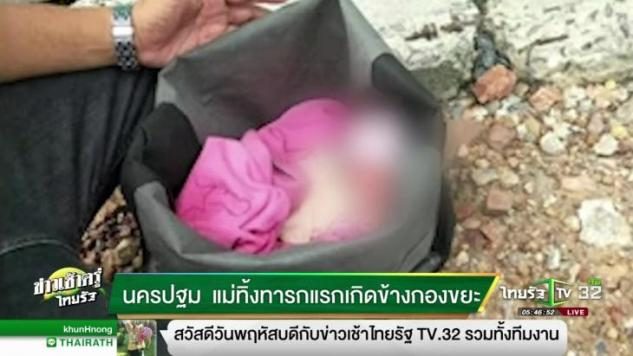 ข่าวเช้าตรู่
ไทยรัฐ
นครปฐม แม่ทิ้งทารกแรกเกิดข้างกองขยะ
ไทยรัฐ TV 32
05:46:52 LIVE
khunHnong
THAIRATH
สวัสดีวันพฤหัสบดีกับข่าวเช้าไทยรัฐ TV.32 รวมทั้งทีมงาน